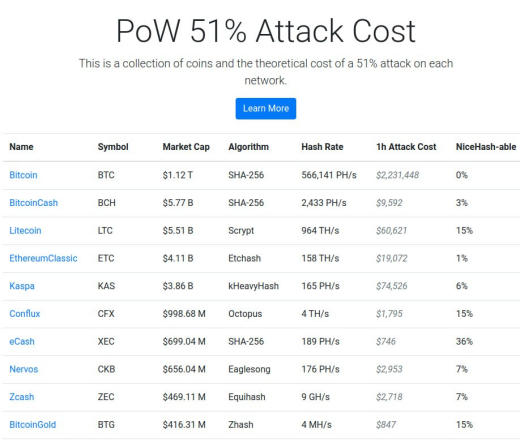 PoW 51% Attack Cost
This is a collection of coins and the theoretical cost of a 51% attack on each
network.
Learn More
Name Symbol Market Cap Algorithm Hash Rate 1h Attack Cost NiceHash-able
Bitcoin BTC $1.12 T SHA-256 566,141 PH/s $2,231,448 0%
BitcoinCash BCH $5.77 B SHA-256 2,433 PH/s $9,592 3%
Litecoin LTC $5.51 B Scrypt 964 TH/s $60,621 15%
EthereumClassic ETC $4.11 B Etchash 158 TH/s $19,072 1%
Kaspa KAS $3.86 B kHeavyHash 165 PH/s $74,526 6%
Conflux CFX $998.68 M Octopus 4 TH/s $1,795 15%
eCash XEC $699.04 M SHA-256 189 PH/s $746 36%
Nervos CKB $656.04 M Eaglesong 176 PH/s $2,953 7%
Zcash ZEC $469.11 M Equihash 9 GH/s $2,718 7%
BitcoinGold BTG $416.31 M Zhash 4 MH/s $847 15%